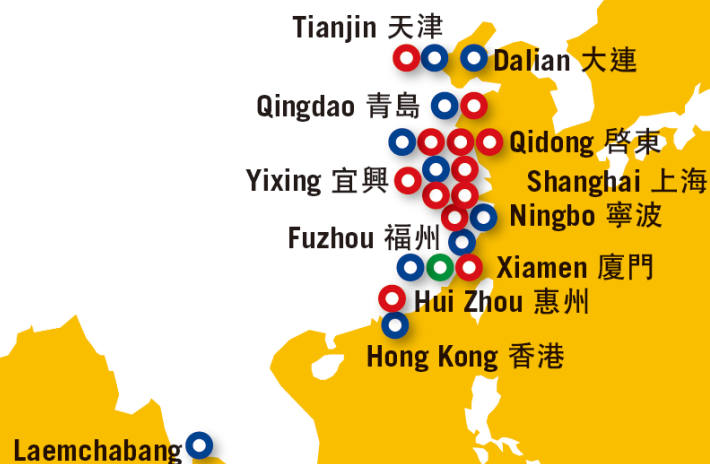 Tianjin 天津
Dalian 大連
Qingdao 青島
Qidong 啓東
Yixing 宜興
Shanghai 上海
Ningbo 寧波
Fuzhou 福州
Xiamen 廈門
Hui Zhou 惠州
Hong Kong 香港
Laemchabang